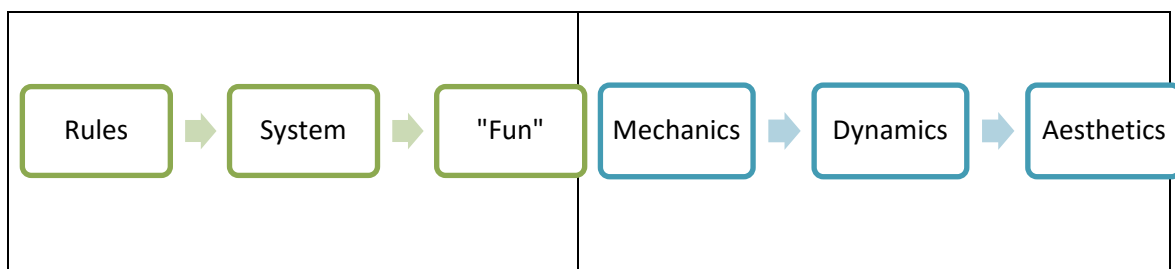 Rules
System
"Fun"
Mechanics
Dynamics
Aesthetics